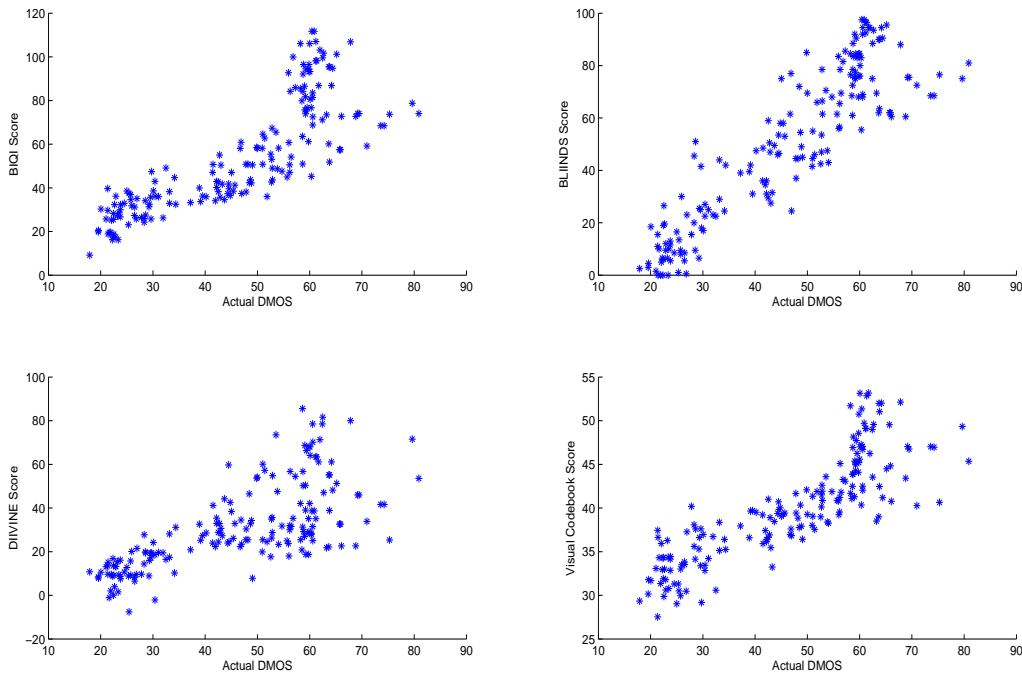 120
100
80
60
40
20
0
BIQI Score
10 20 30 40 50 60 70 80 90
Actual DMOS
100
80
60
40
20
0
BLIINDS Score
10 20 30 40 50 60 70 80 90
Actual DMOS
100
80
60
40
20
0
−20
DIIVINE Score
10 20 30 40 50 60 70 80 90
Actual DMOS
55
50
45
40
35
30
25
Visual Codebook Score
10 20 30 40 50 60 70 80 90
Actual DMOS